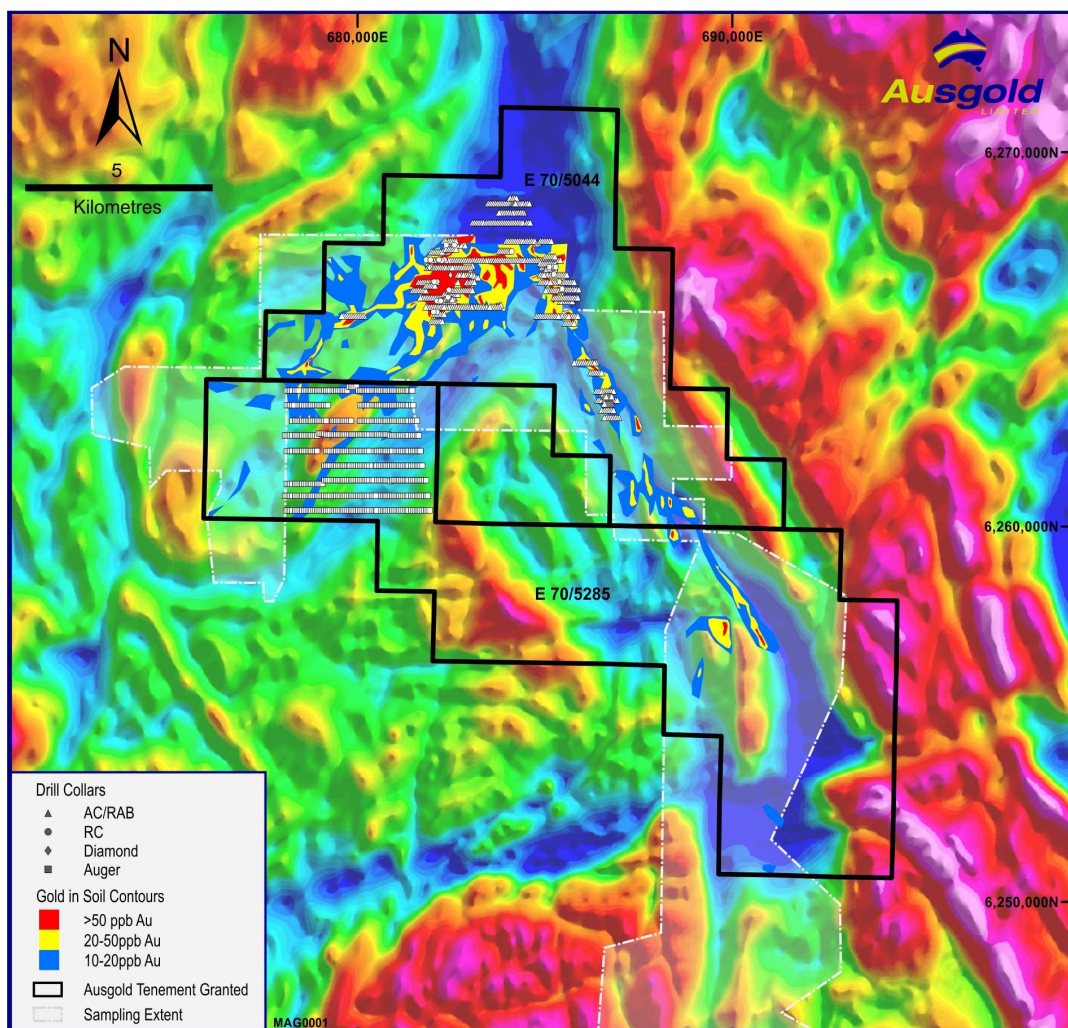 680,000E
690,000E
N
Ausgold
LIMITED
5
Kilometres
6,270,000N
E 70/5044
6,260,000N
E 70/5285
6,250,000N
Drill Collars
AC/RAB
RC
Diamond
Auger
Gold in Soil Contours
>50 ppb Au
20-50ppb Au
10-20ppb Au
Ausgold Tenement Granted
Sampling Extent
MAG0001